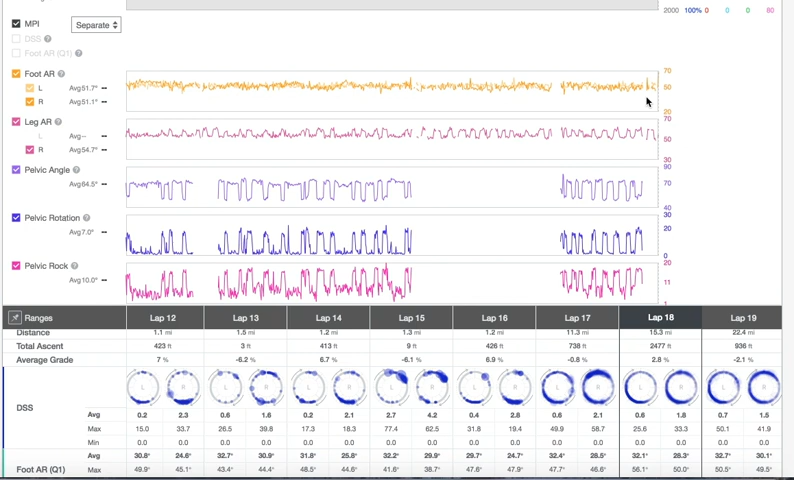 2000 100% 0 0 0 80
MPI Separate
DSS ?
Foot AR (Q1) ?
Foot AR ? 70
L Avg 51.7° -- 50
R Avg 51.1° -- 20
Leg AR ? 70
L Avg -- 50
R Avg 54.7° -- 30
Pelvic Angle ? 90
Avg 64.5° -- 40
Pelvic Rotation ? 30
Avg 7.0° -- 20
0
Pelvic Rock ? 20
Avg 10.0° -- 11
1
Ranges Lap 12 Lap 13 Lap 14 Lap 15 Lap 16 Lap 17 Lap 18 Lap 19
Distance 1.1 mi 1.5 mi 1.2 mi 1.3 mi 1.2 mi 11.3 mi 15.3 mi 22.4 mi
Total Ascent 423 ft 3 ft 413 ft 9 ft 426 ft 738 ft 2477 ft 936 ft
Average Grade 7 % -6.2 % 6.7 % -6.1 % 6.9 % -0.8 % 2.8 % -2.1 %
L R L R L R L R L R L R L R L R
DSS
Avg 0.2 2.3 0.6 1.6 0.2 2.1 2.7 4.2 0.4 2.8 0.6 2.1 0.6 1.8 0.7 1.5
Max 15.0 33.7 26.5 39.8 17.3 18.3 77.4 62.5 31.8 19.4 49.9 58.7 25.6 33.3 50.1 41.9
Min 0.0 0.0 0.0 0.0 0.0 0.0 0.0 0.0 0.0 0.0 0.0 0.0 0.0 0.0 0.0 0.0
Avg 30.8° 24.6° 32.7° 30.9° 31.8° 25.8° 32.2° 29.9° 29.7° 24.7° 32.4° 28.5° 32.1° 28.3° 32.7° 30.1°
Foot AR (Q1) Max 49.9° 45.1° 43.4° 44.4° 48.5° 44.6° 41.6° 38.7° 47.6° 47.9° 47.7° 46.6° 56.1° 50.0° 50.5° 49.5°